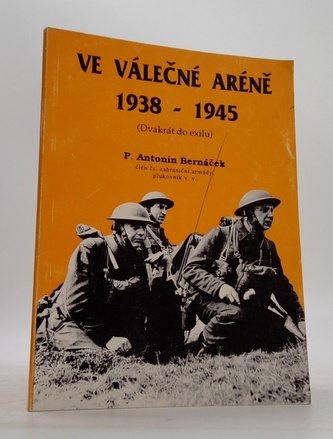 VE VÁLEČNÉ ARÉNĚ
1938 - 1945
(Dvakrát do exilu)
P. Antonín Bernáček
člen čs. zahraniční armády
plukovník v. v.